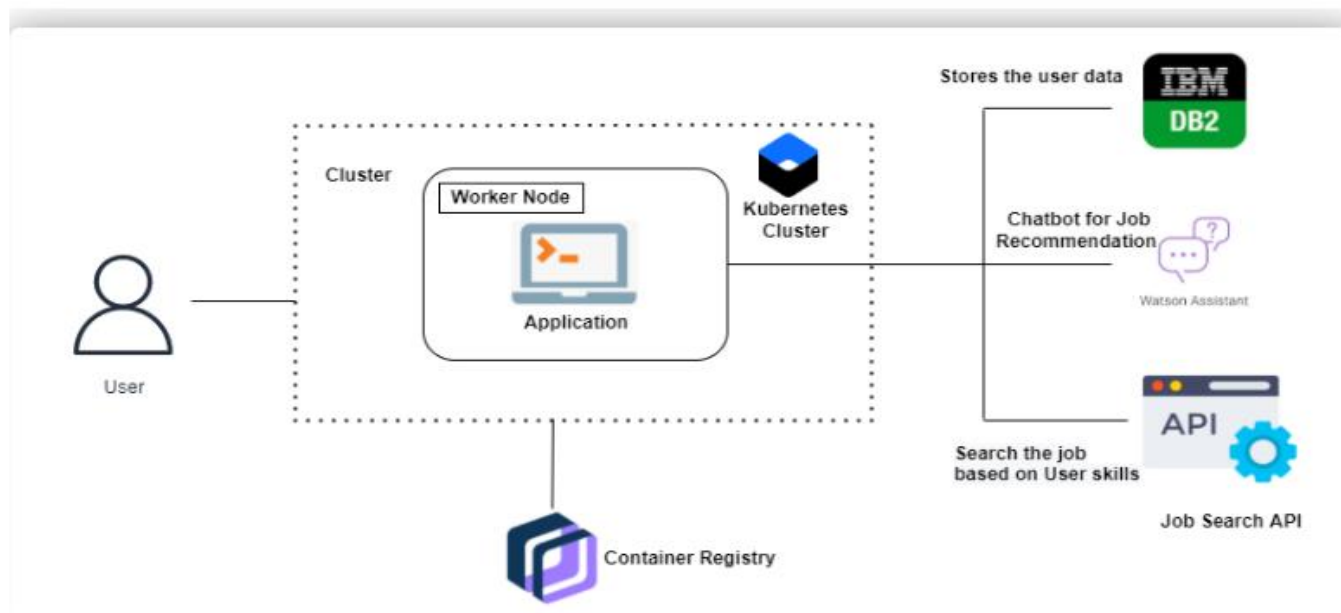 Stores the user data
IBM
DB2
Cluster
Worker Node
Kubernetes
Cluster
Application
User
Chatbot for Job
Recommendation
?
Watson Assistant
API
Search the job
based on User skills
Job Search API
Container Registry